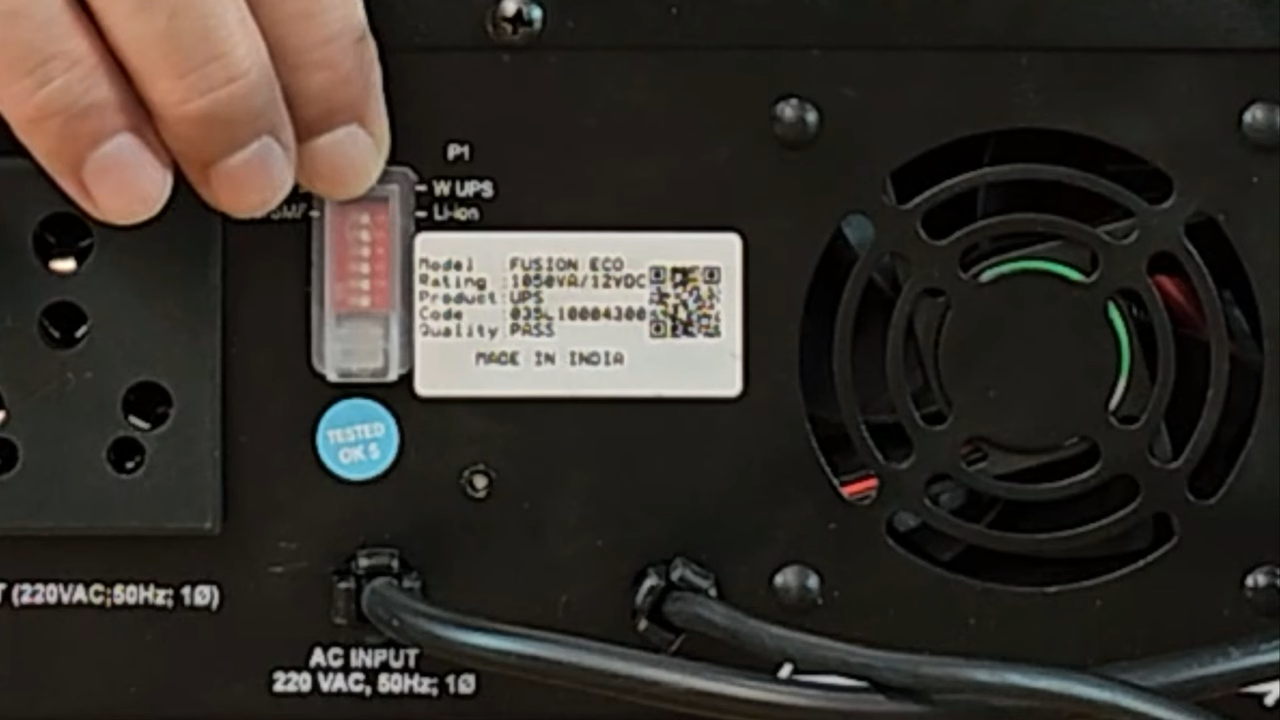 P1
W UPS
Li-ion
Model : FUSION ECO
Rating : 1050VA/12VDC
Product: UPS
Code : 035L10004300
Quality : PASS
MADE IN INDIA
TESTED
OK 5
(220VAC;50Hz; 1Ø)
AC INPUT
220 VAC, 50Hz; 1Ø